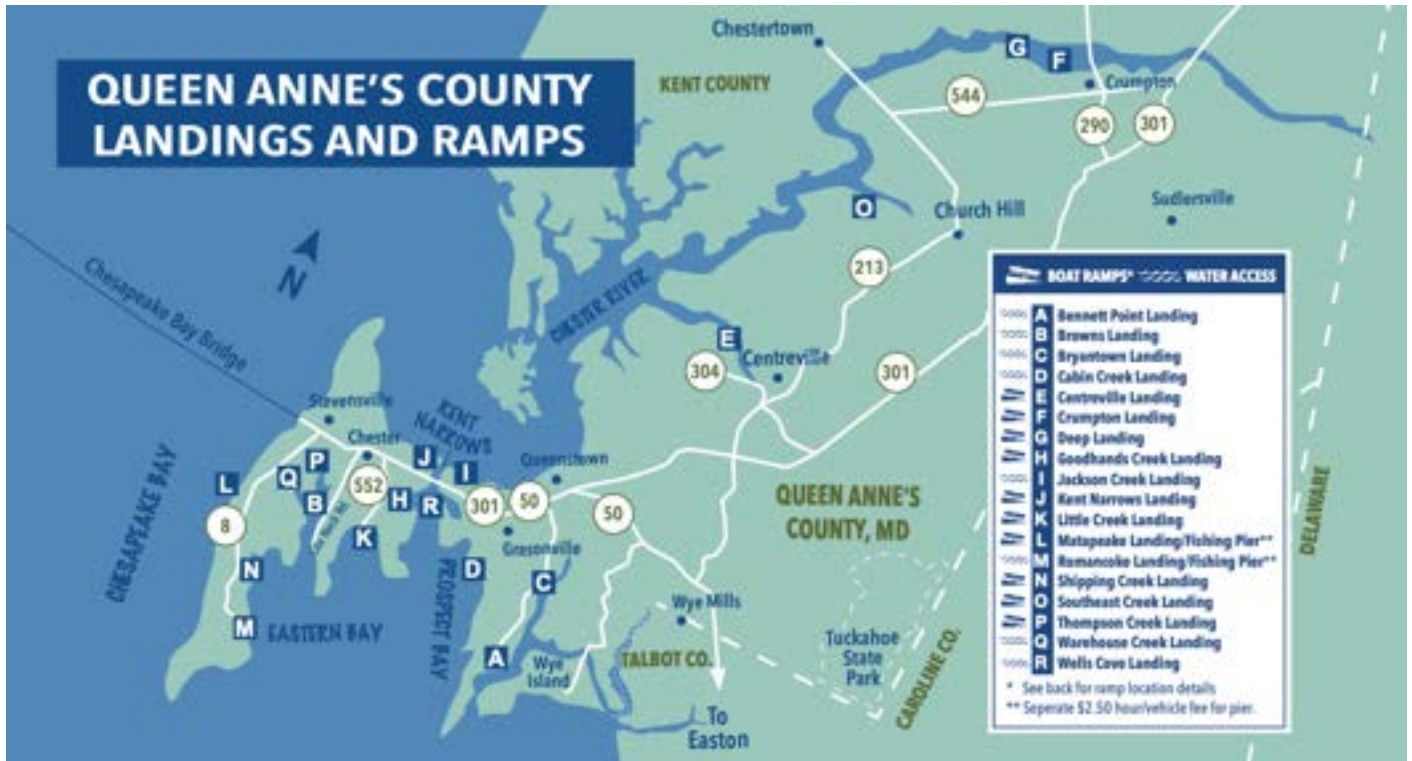 QUEEN ANNE'S COUNTY
LANDINGS AND RAMPS
Chestertown
KENT COUNTY
G
F
Crumpton
544
290
301
O
Church Hill
Sudlersville
N
213
CHESTER RIVER
Chesapeake Bay Bridge
E
Centreville
304
301
Stevensville
KENT
NARROWS
Chester
CHESAPEAKE BAY
L
Q
P
J
I
Queenstown
8
B
552
H
R
301
50
50
K
Grasonville
N
D
C
PROSPECT BAY
M
EASTERN BAY
A
Wye
Island
Wye Mills
TALBOT CO.
QUEEN ANNE'S
COUNTY, MD
Tuckahoe
State
Park
CAROLINE CO.
DELAWARE
To
Easton
BOAT RAMPS* WATER ACCESS
A Bennett Point Landing
B Browns Landing
C Bryantown Landing
D Cabin Creek Landing
E Centreville Landing
F Crumpton Landing
G Deep Landing
H Goodhands Creek Landing
I Jackson Creek Landing
J Kent Narrows Landing
K Little Creek Landing
L Matapeake Landing/Fishing Pier**
M Romancoke Landing/Fishing Pier**
N Shipping Creek Landing
O Southeast Creek Landing
P Thompson Creek Landing
Q Warehouse Creek Landing
R Wells Cove Landing
* See back for ramp location details
** Seperate $2.50 hour/vehicle fee for pier.